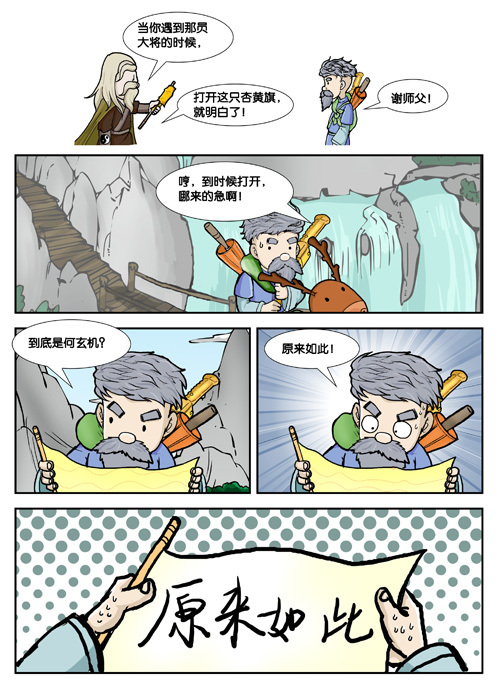 当你遇到那员
大将的时候，
打开这只杏黄旗，
就明白了！
谢师父！
哼，到时候打开，
哪来的急啊！
到底是何玄机？
原来如此！
原来如此